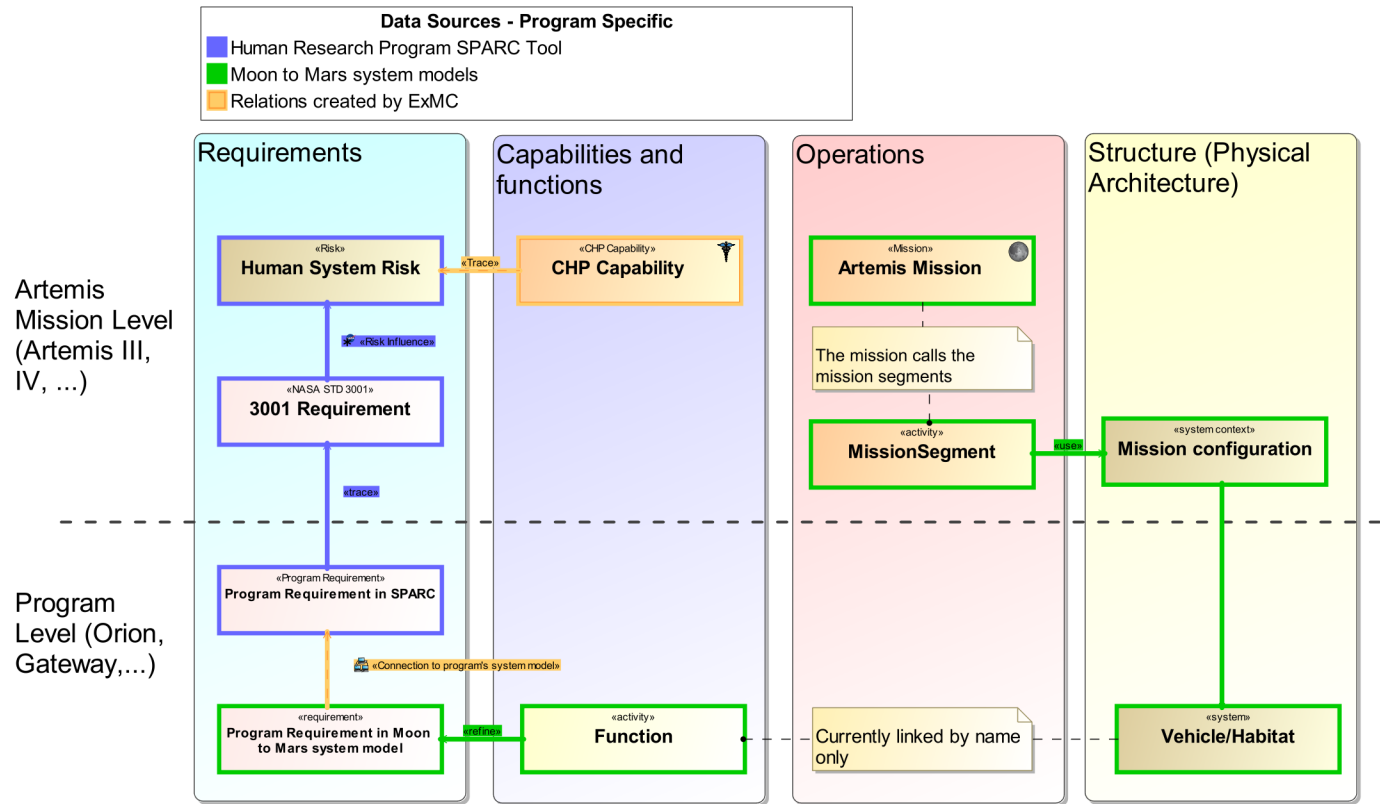 Data Sources - Program Specific
Human Research Program SPARC Tool
Moon to Mars system models
Relations created by ExMC
Requirements
Capabilities and
functions
Operations
Structure (Physical
Architecture)
Artemis
Mission Level
(Artemis III,
IV, ...)
«Risk»
Human System Risk
«Trace»
«CHP Capability»
CHP Capability
«Mission»
Artemis Mission
«Risk Influence»
The mission calls the
mission segments
«NASA STD 3001»
3001 Requirement
«activity»
MissionSegment
«use»
«system context»
Mission configuration
«trace»
Program
Level (Orion,
Gateway,...)
«Program Requirement»
Program Requirement in SPARC
«Connection to program's system model»
«requirement»
Program Requirement in Moon
to Mars system model
«refine»
«activity»
Function
Currently linked by name
only
«system»
Vehicle/Habitat